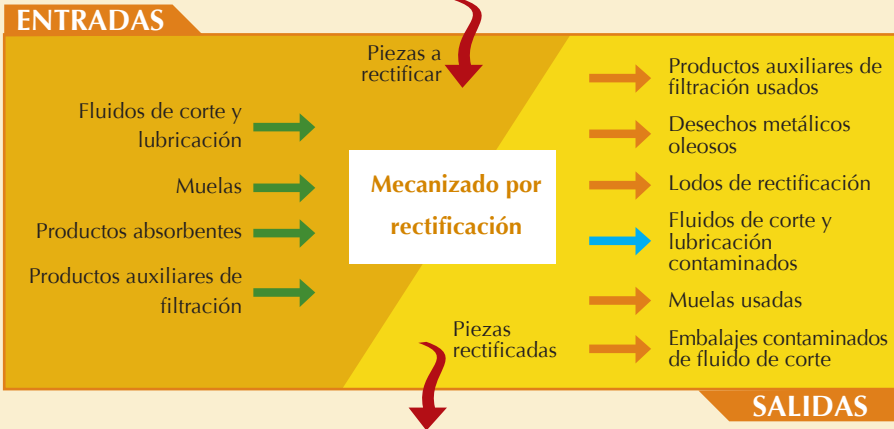 ENTRADAS
Piezas a
rectificar
Fluidos de corte y
lubricación
Muelas
Productos absorbentes
Productos auxiliares de
filtración
Mecanizado por
rectificación
Productos auxiliares de
filtración usados
Desechos metálicos
oleosos
Lodos de rectificación
Fluidos de corte y
lubricación
contaminados
Muelas usadas
Embalajes contaminados
de fluido de corte
Piezas
rectificadas
SALIDAS